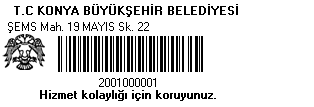 T.C KONYA BÜYÜKŞEHİR BELEDİYESİ
ŞEMS Mah. 19 MAYIS Sk. 22
2001000001
Hizmet kolaylığı için koruyunuz.